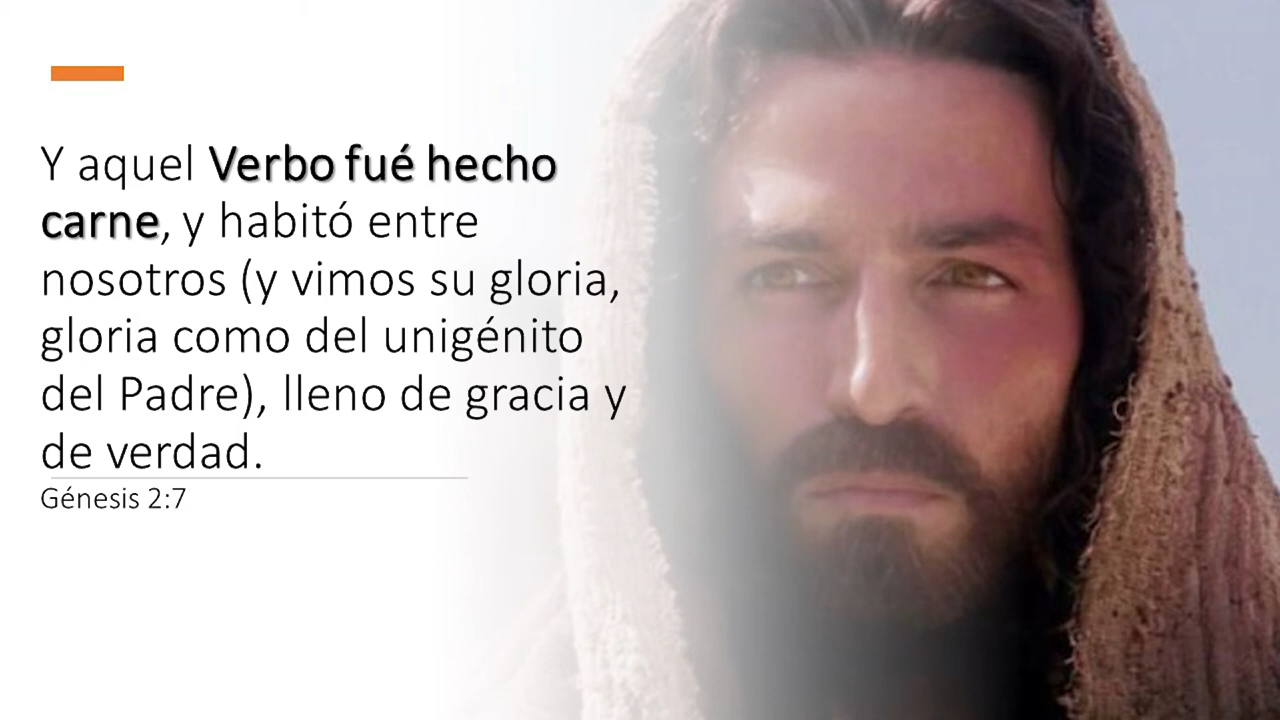 Y aquel Verbo fué hecho
carne, y habitó entre
nosotros (y vimos su gloria,
gloria como del unigénito
del Padre), lleno de gracia y
de verdad.
Génesis 2:7